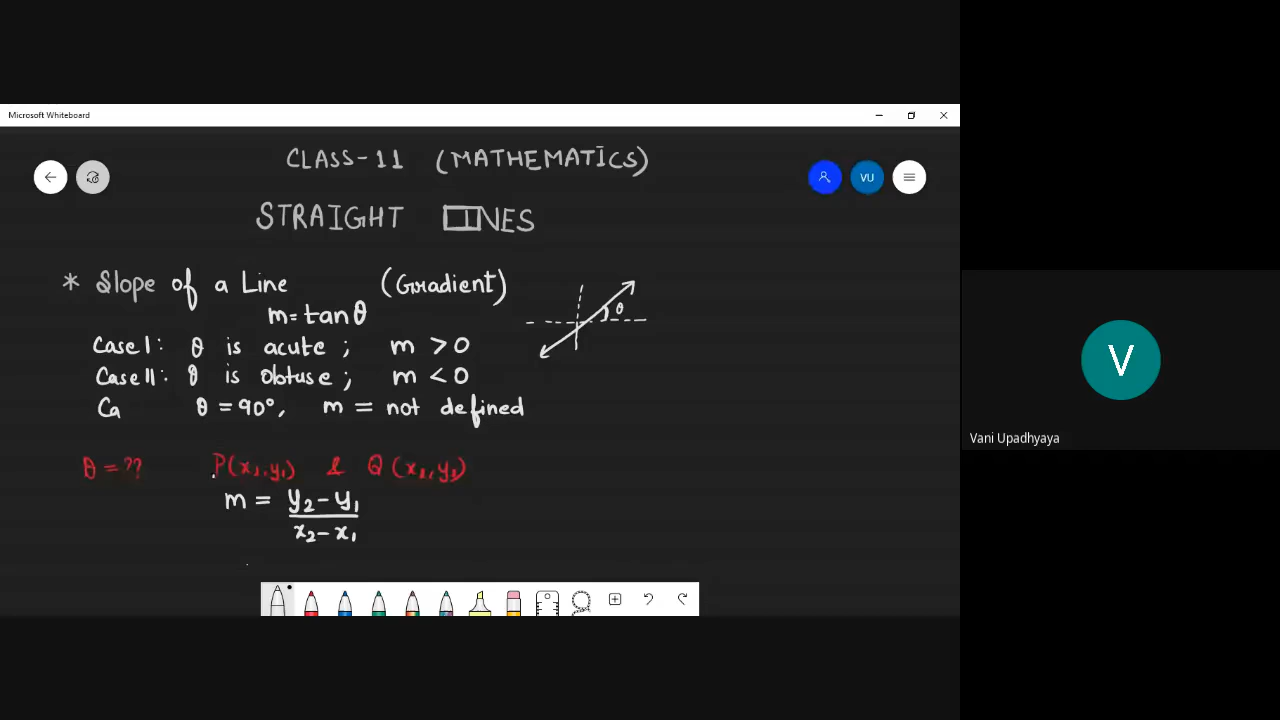 Microsoft Whiteboard
CLASS-11 (MATHEMATICS)
VU
STRAIGHT LINES
* Slope of a Line (Gradient)
m = tanθ
θ
Case I: θ is acute; m > 0
Case II: θ is obtuse; m < 0
Ca θ = 90°, m = not defined
θ = ?? P(x₁, y₁) & Q(x₂, y₂)
m = y₂ - y₁
x₂ - x₁
V
Vani Upadhyaya